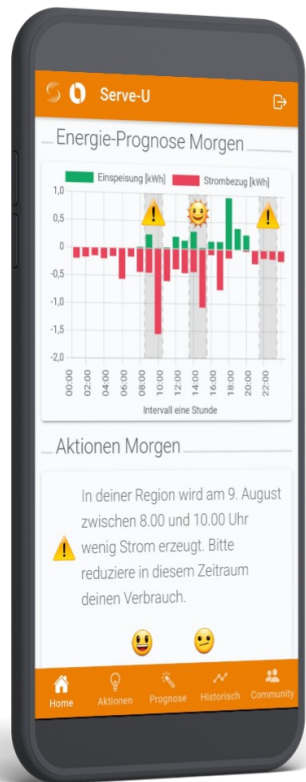 Serve-U
Energie-Prognose Morgen
Einspeisung [kWh] Strombezug [kWh]
1,0
0,5
0
-0,5
-1,0
-1,5
-2,0
00:00 02:00 04:00 06:00 08:00 10:00 12:00 14:00 16:00 18:00 20:00 22:00
Intervall eine Stunde
Aktionen Morgen
In deiner Region wird am 9. August
zwischen 8.00 und 10.00 Uhr
wenig Strom erzeugt. Bitte
reduziere in diesem Zeitraum
deinen Verbrauch.
Home Aktionen Prognose Historisch Community